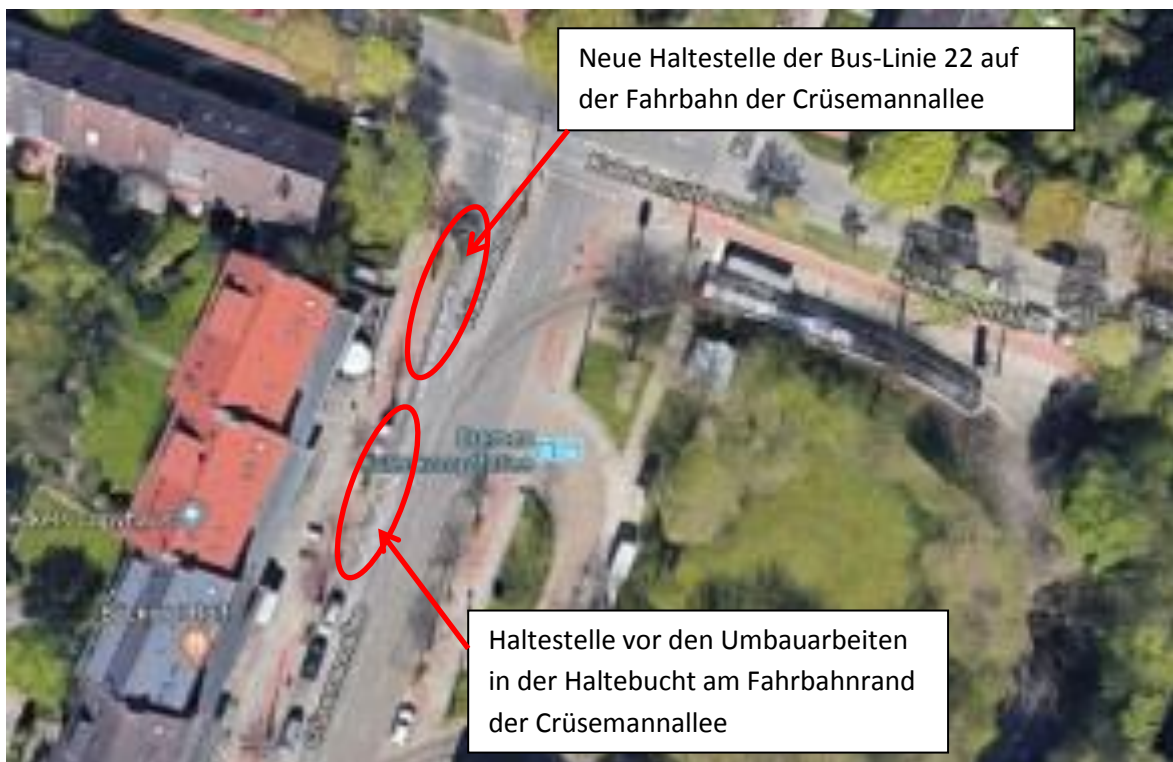 Neue Haltestelle der Bus-Linie 22 auf
der Fahrbahn der Crüsemannallee
Haltestelle vor den Umbauarbeiten
in der Haltebucht am Fahrbahnrand
der Crüsemannallee